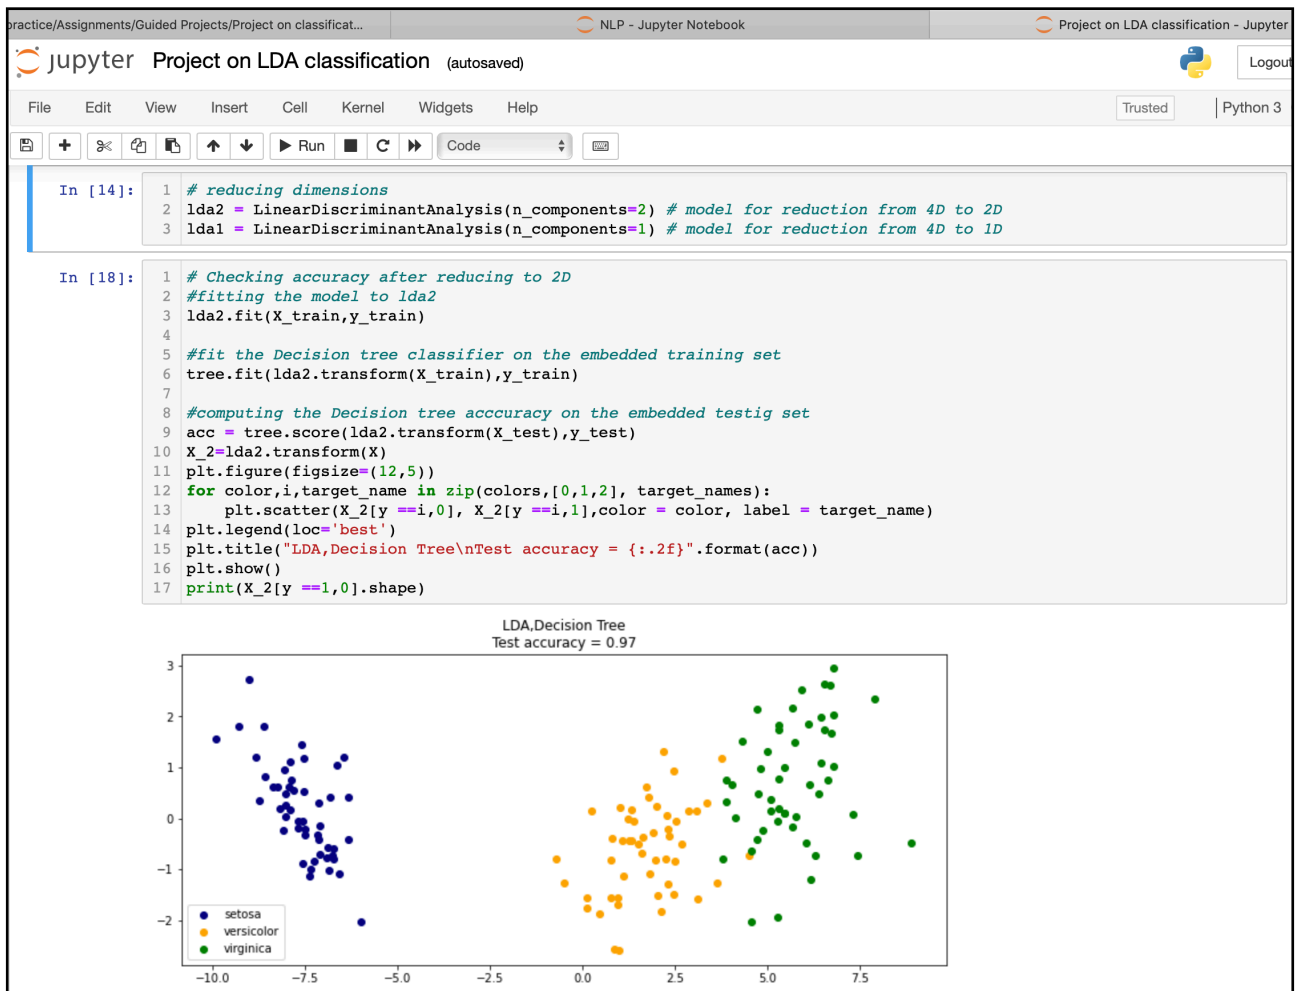 practice/Assignments/Guided Projects/Project on classificat... NLP - Jupyter Notebook Project on LDA classification - Jupyter
jupyter Project on LDA classification (autosaved) Logout
File Edit View Insert Cell Kernel Widgets Help Trusted Python 3
Run Code
In [14]:
1 # reducing dimensions
2 lda2 = LinearDiscriminantAnalysis(n_components=2) # model for reduction from 4D to 2D
3 lda1 = LinearDiscriminantAnalysis(n_components=1) # model for reduction from 4D to 1D
In [18]:
1 # Checking accuracy after reducing to 2D
2 #fitting the model to lda2
3 lda2.fit(X_train,y_train)
4
5 #fit the Decision tree classifier on the embedded training set
6 tree.fit(lda2.transform(X_train),y_train)
7
8 #computing the Decision tree acccuracy on the embedded testig set
9 acc = tree.score(lda2.transform(X_test),y_test)
10 X_2=lda2.transform(X)
11 plt.figure(figsize=(12,5))
12 for color,i,target_name in zip(colors,[0,1,2], target_names):
13     plt.scatter(X_2[y ==i,0], X_2[y ==i,1],color = color, label = target_name)
14 plt.legend(loc='best')
15 plt.title("LDA,Decision Tree\nTest accuracy = {:.2f}".format(acc))
16 plt.show()
17 print(X_2[y ==1,0].shape)
LDA,Decision Tree
Test accuracy = 0.97
3
2
1
0
−1
−2
setosa
versicolor
virginica
−10.0 −7.5 −5.0 −2.5 0.0 2.5 5.0 7.5